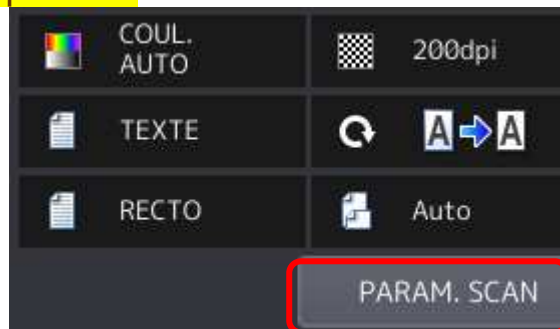 COUL.
AUTO
200dpi
TEXTE
A A
RECTO
Auto
PARAM. SCAN